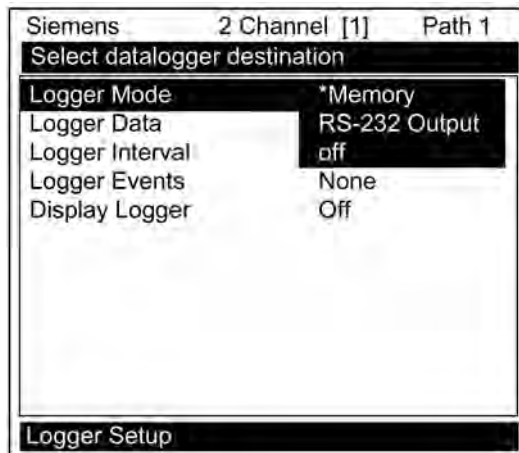 Siemens 2 Channel [1] Path 1
Select datalogger destination
Logger Mode *Memory
Logger Data RS-232 Output
Logger Interval off
Logger Events None
Display Logger Off
Logger Setup